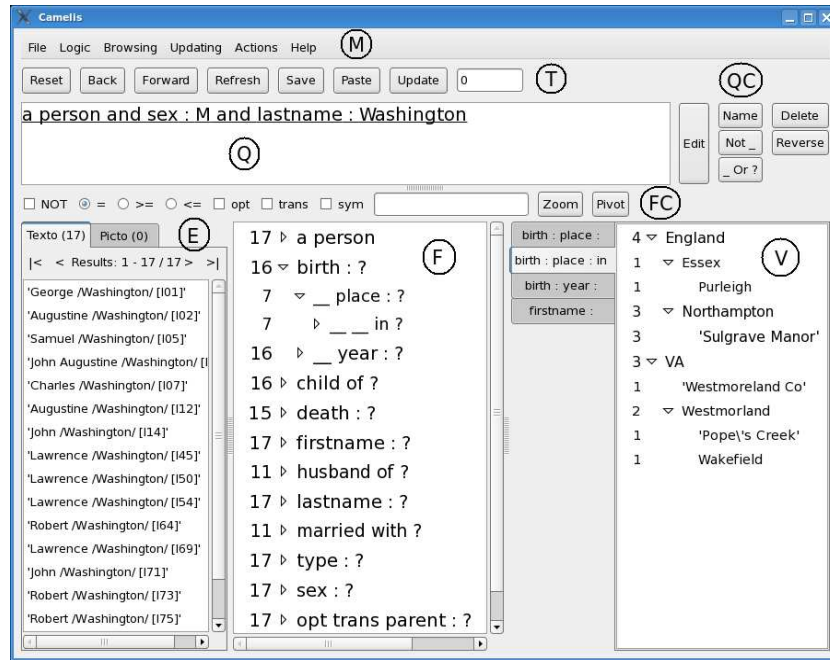 Camelis
File Logic Browsing Updating Actions Help M
Reset Back Forward Refresh Save Paste Update 0 T QC
a person and sex : M and lastname : Washington
Q
Edit Name Delete
Not _ Reverse
_ Or ?
NOT = >= <= opt trans sym Zoom Pivot FC
Texto (17) Picto (0) E
|< < Results: 1 - 17 / 17 > >|
'George /Washington/ [I01]'
'Augustine /Washington/ [I02]'
'Samuel /Washington/ [I05]'
'John Augustine /Washington/ [I
'Charles /Washington/ [I07]'
'Augustine /Washington/ [I12]'
'John /Washington/ [I14]'
'Lawrence /Washington/ [I45]'
'Lawrence /Washington/ [I50]'
'Lawrence /Washington/ [I54]'
'Robert /Washington/ [I64]'
'Lawrence /Washington/ [I69]'
'John /Washington/ [I71]'
'Robert /Washington/ [I73]'
'Robert /Washington/ [I75]'
F
17 a person
16 birth : ?
7 __ place : ?
7 __ __ in ?
16 __ year : ?
16 child of ?
15 death : ?
17 firstname : ?
11 husband of ?
17 lastname : ?
11 married with ?
17 type : ?
17 sex : ?
17 opt trans parent : ?
birth : place :
birth : place : in
birth : year :
firstname :
V
4 England
1 Essex
1 Purleigh
3 Northampton
3 'Sulgrave Manor'
3 VA
1 'Westmoreland Co'
2 Westmorland
1 'Pope\'s Creek'
1 Wakefield